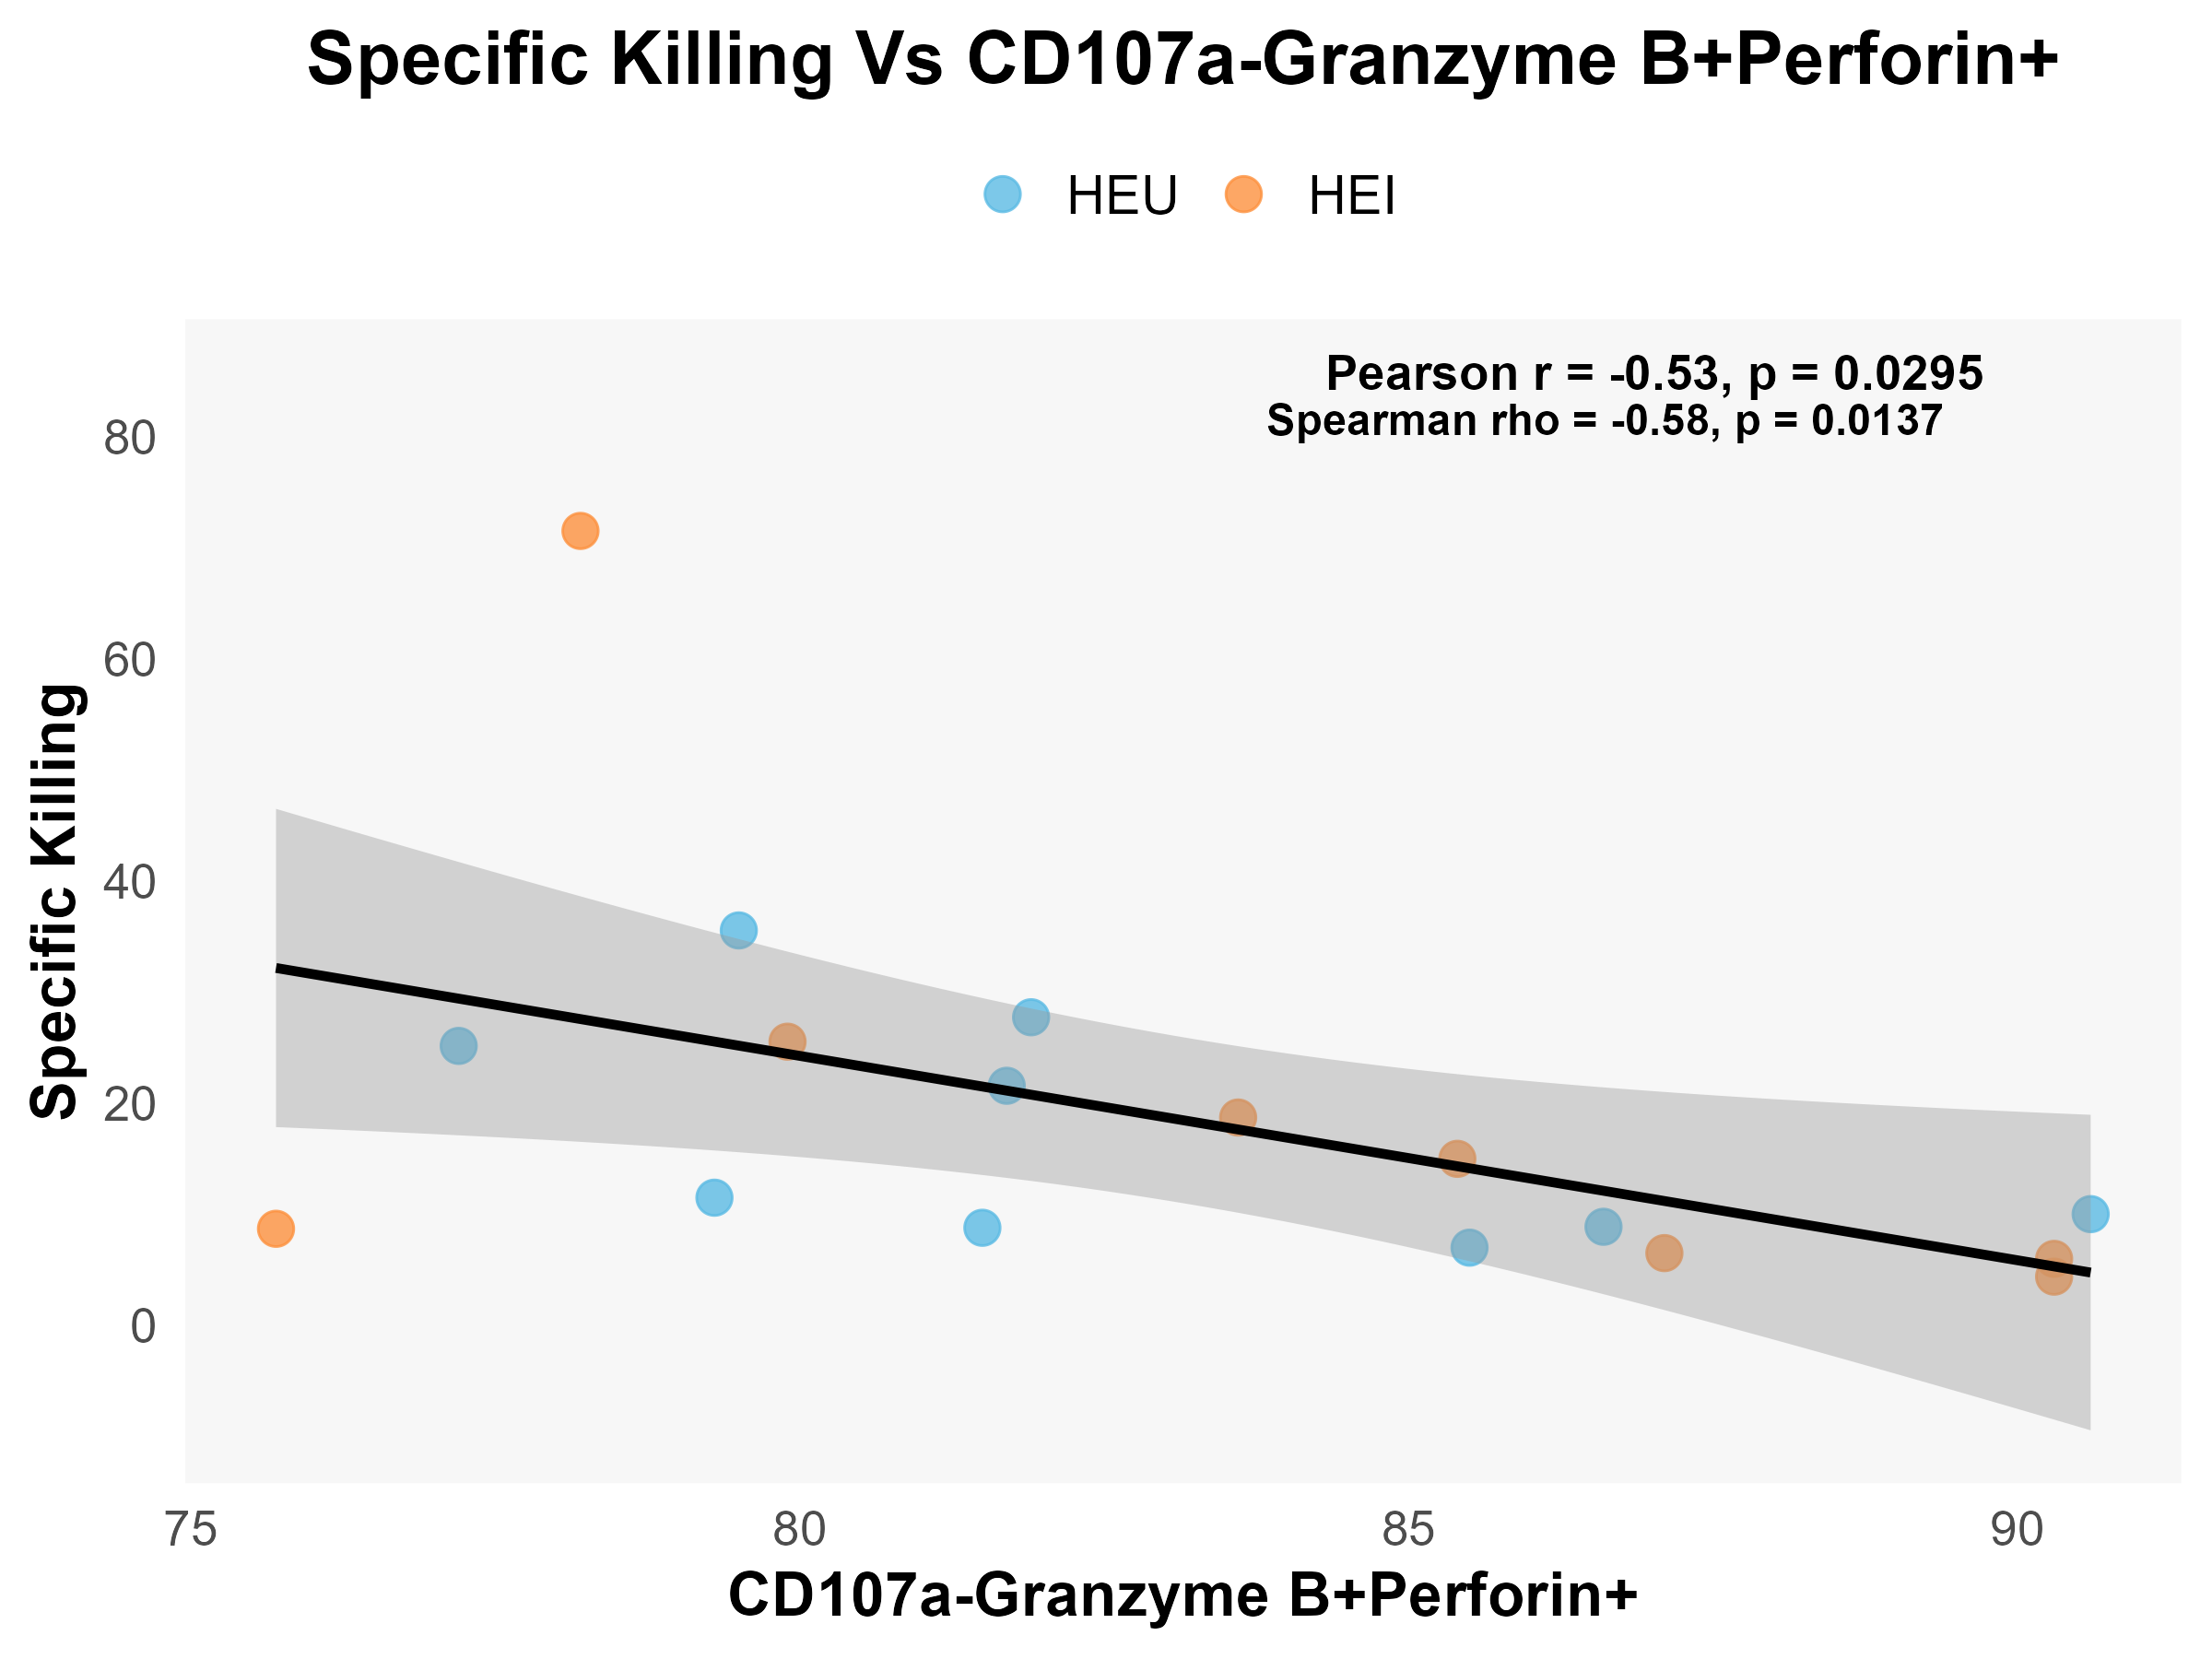 Specific Killing Vs CD107a-Granzyme B+Perforin+
HEU HEI
Pearson r = -0.53, p = 0.0295
Spearman rho = -0.58, p = 0.0137
Specific Killing
80
60
40
20
0
75 80 85 90
CD107a-Granzyme B+Perforin+